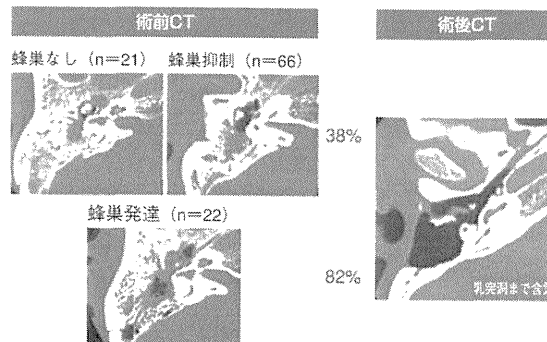 術前CT
術後CT
蜂巣なし（n＝21）
蜂巣抑制（n＝66）
38%
蜂巣発達（n＝22）
82%
乳突洞まで含